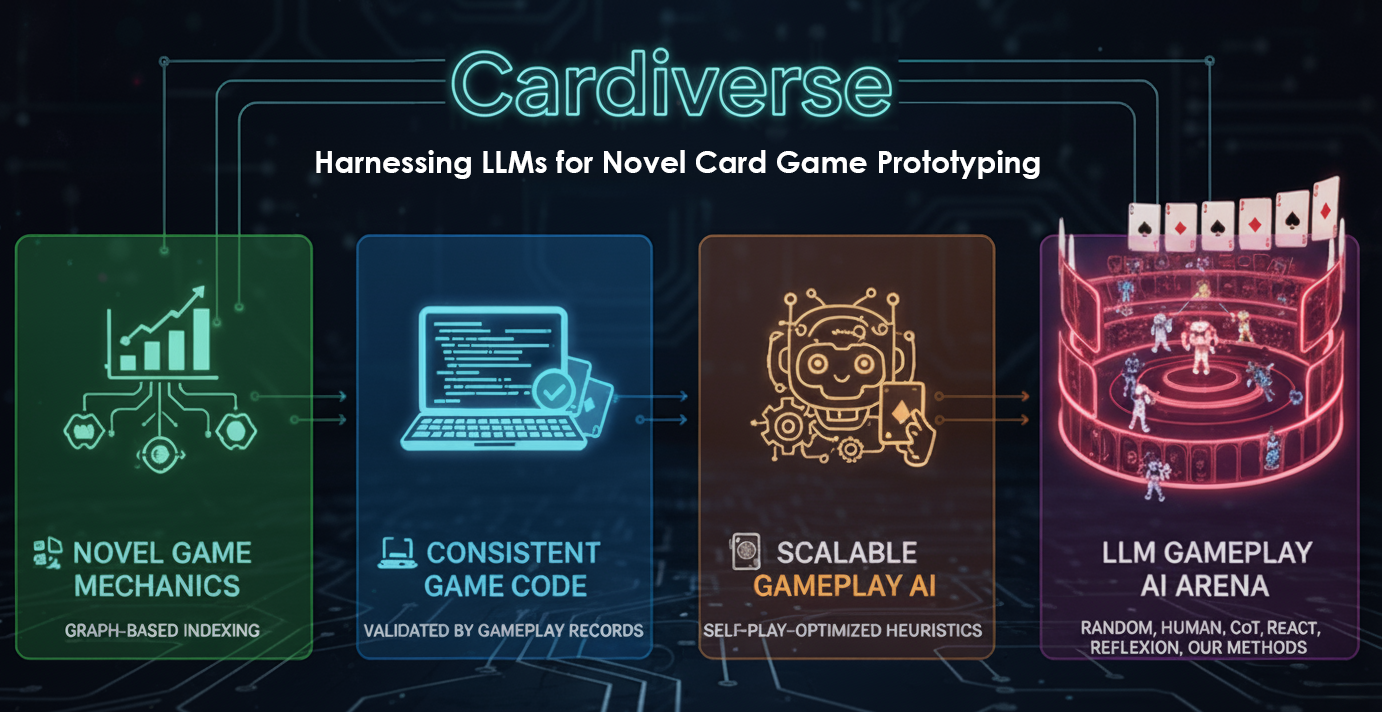 Cardiverse
Harnessing LLMs for Novel Card Game Prototyping
NOVEL GAME
MECHANICS
GRAPH-BASED INDEXING
CONSISTENT
GAME CODE
VALIDATED BY GAMEPLAY RECORDS
SCALABLE
GAMEPLAY AI
SELF-PLAY-OPTIMIZED HEURISTICS
LLM GAMEPLAY
AI ARENA
RANDOM, HUMAN, CoT, REACT,
REFLEXION, OUR METHODS